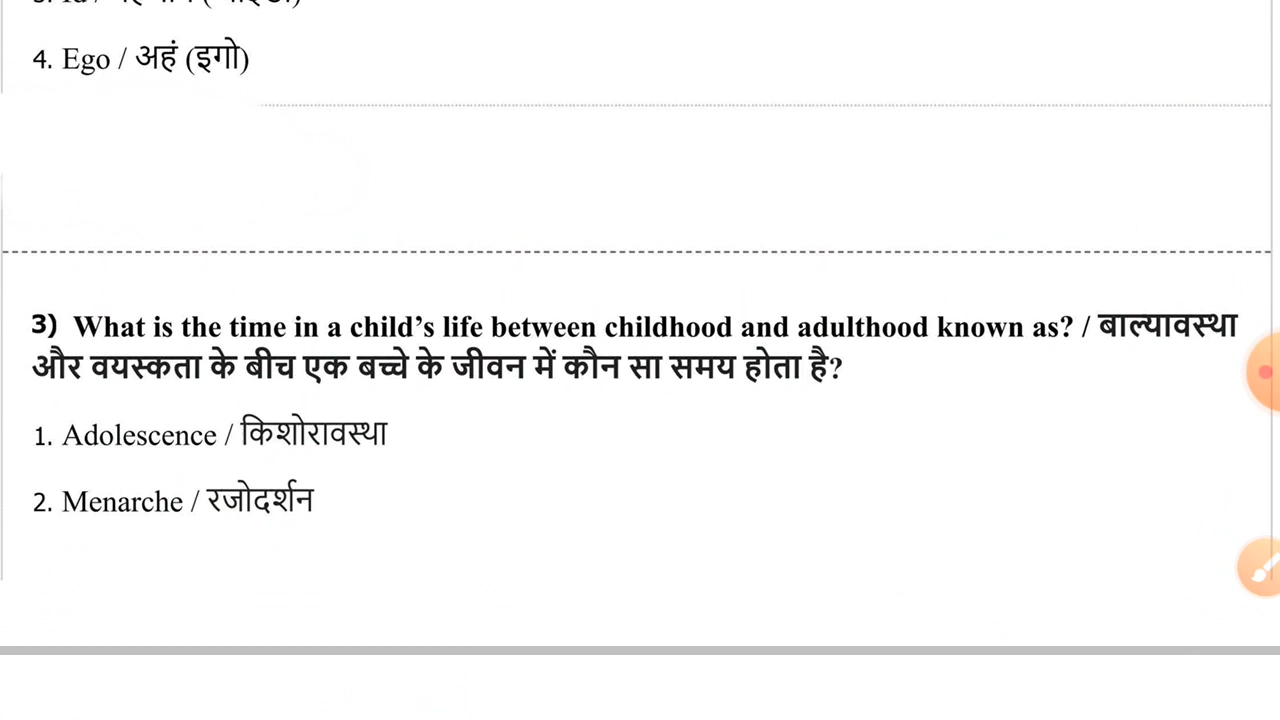 4. Ego / अहं (इगो)
3) What is the time in a child’s life between childhood and adulthood known as? / बाल्यावस्था
और वयस्कता के बीच एक बच्चे के जीवन में कौन सा समय होता है?
1. Adolescence / किशोरावस्था
2. Menarche / रजोदर्शन